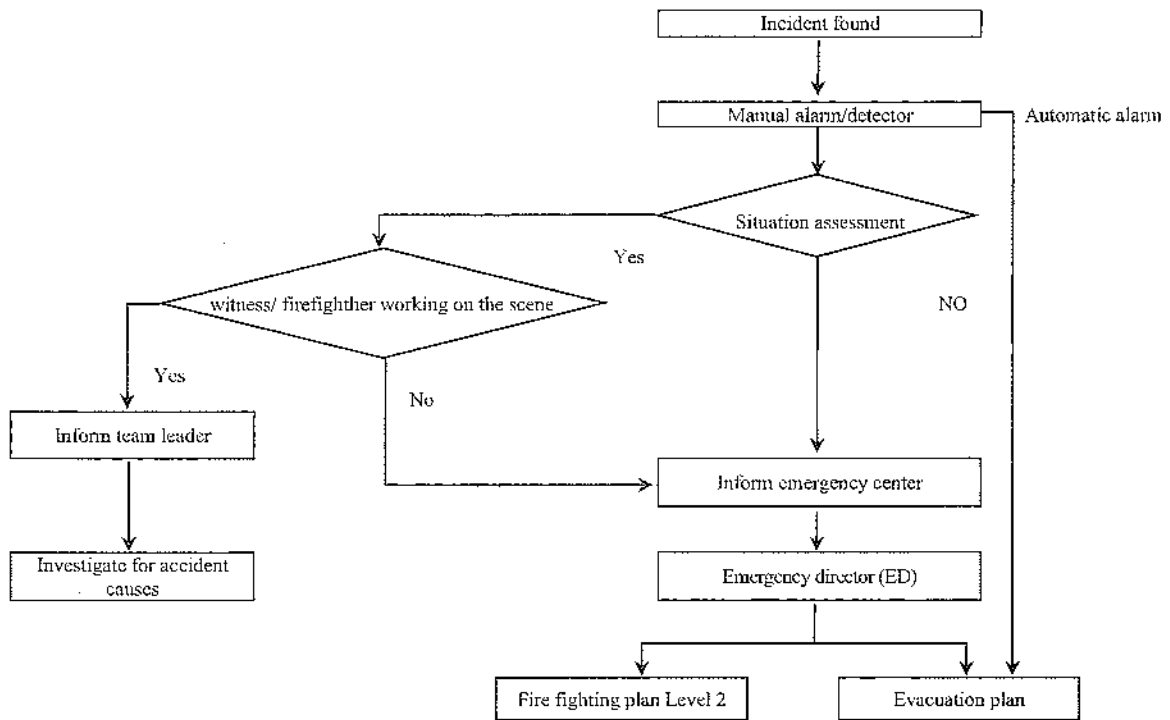 Incident found
Manual alarm/detector
Automatic alarm
Situation assessment
Yes
witness/ firefighther working on the scene
NO
Yes
No
Inform team leader
Inform emergency center
Investigate for accident
causes
Emergency director (ED)
Fire fighting plan Level 2
Evacuation plan